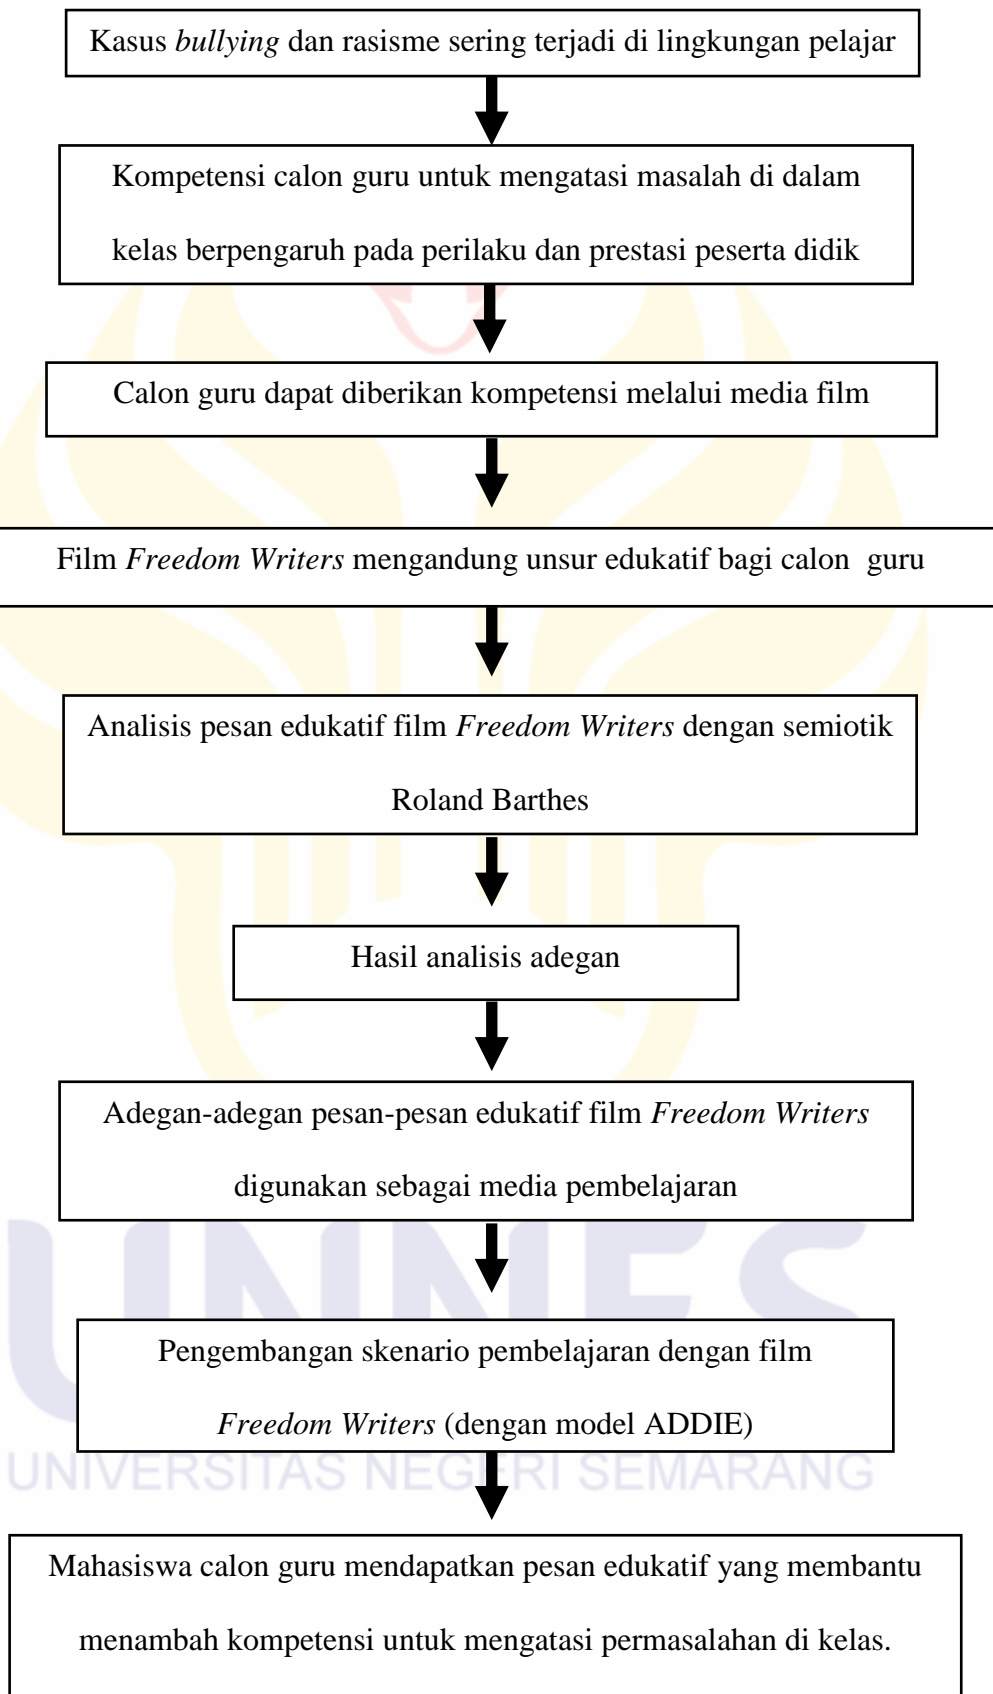 Kasus bullying dan rasisme sering terjadi di lingkungan pelajar
Kompetensi calon guru untuk mengatasi masalah di dalam
kelas berpengaruh pada perilaku dan prestasi peserta didik
Calon guru dapat diberikan kompetensi melalui media film
Film Freedom Writers mengandung unsur edukatif bagi calon  guru
Analisis pesan edukatif film Freedom Writers dengan semiotik
Roland Barthes
Hasil analisis adegan
Adegan-adegan pesan-pesan edukatif film Freedom Writers
digunakan sebagai media pembelajaran
UNNES
Pengembangan skenario pembelajaran dengan film
Freedom Writers (dengan model ADDIE)
UNIVERSITAS NEGERI SEMARANG
Mahasiswa calon guru mendapatkan pesan edukatif yang membantu
menambah kompetensi untuk mengatasi permasalahan di kelas.